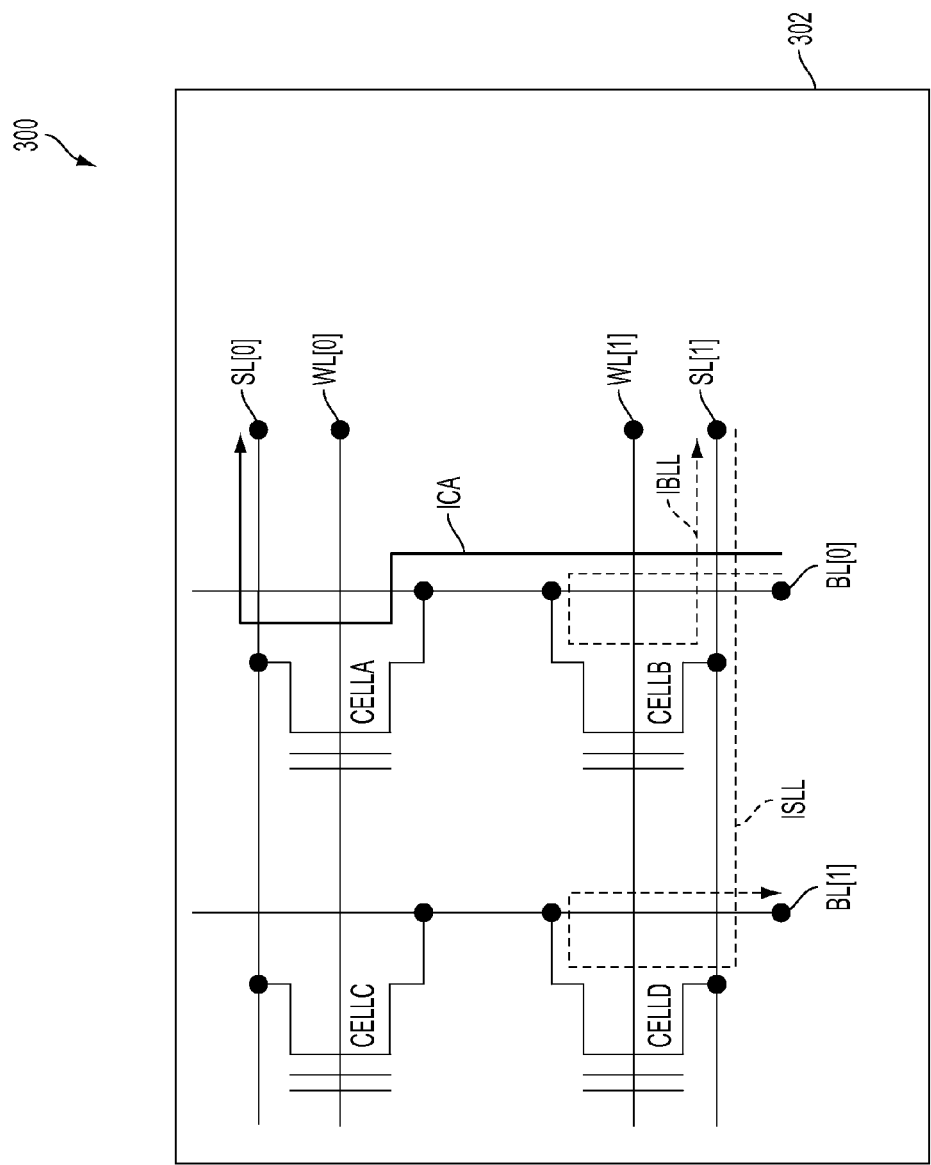 300
302
SL[0]
WL[0]
WL[1]
SL[1]
ICA
IBLL
BL[0]
CELLA
CELLB
ISLL
BL[1]
CELLC
CELLD